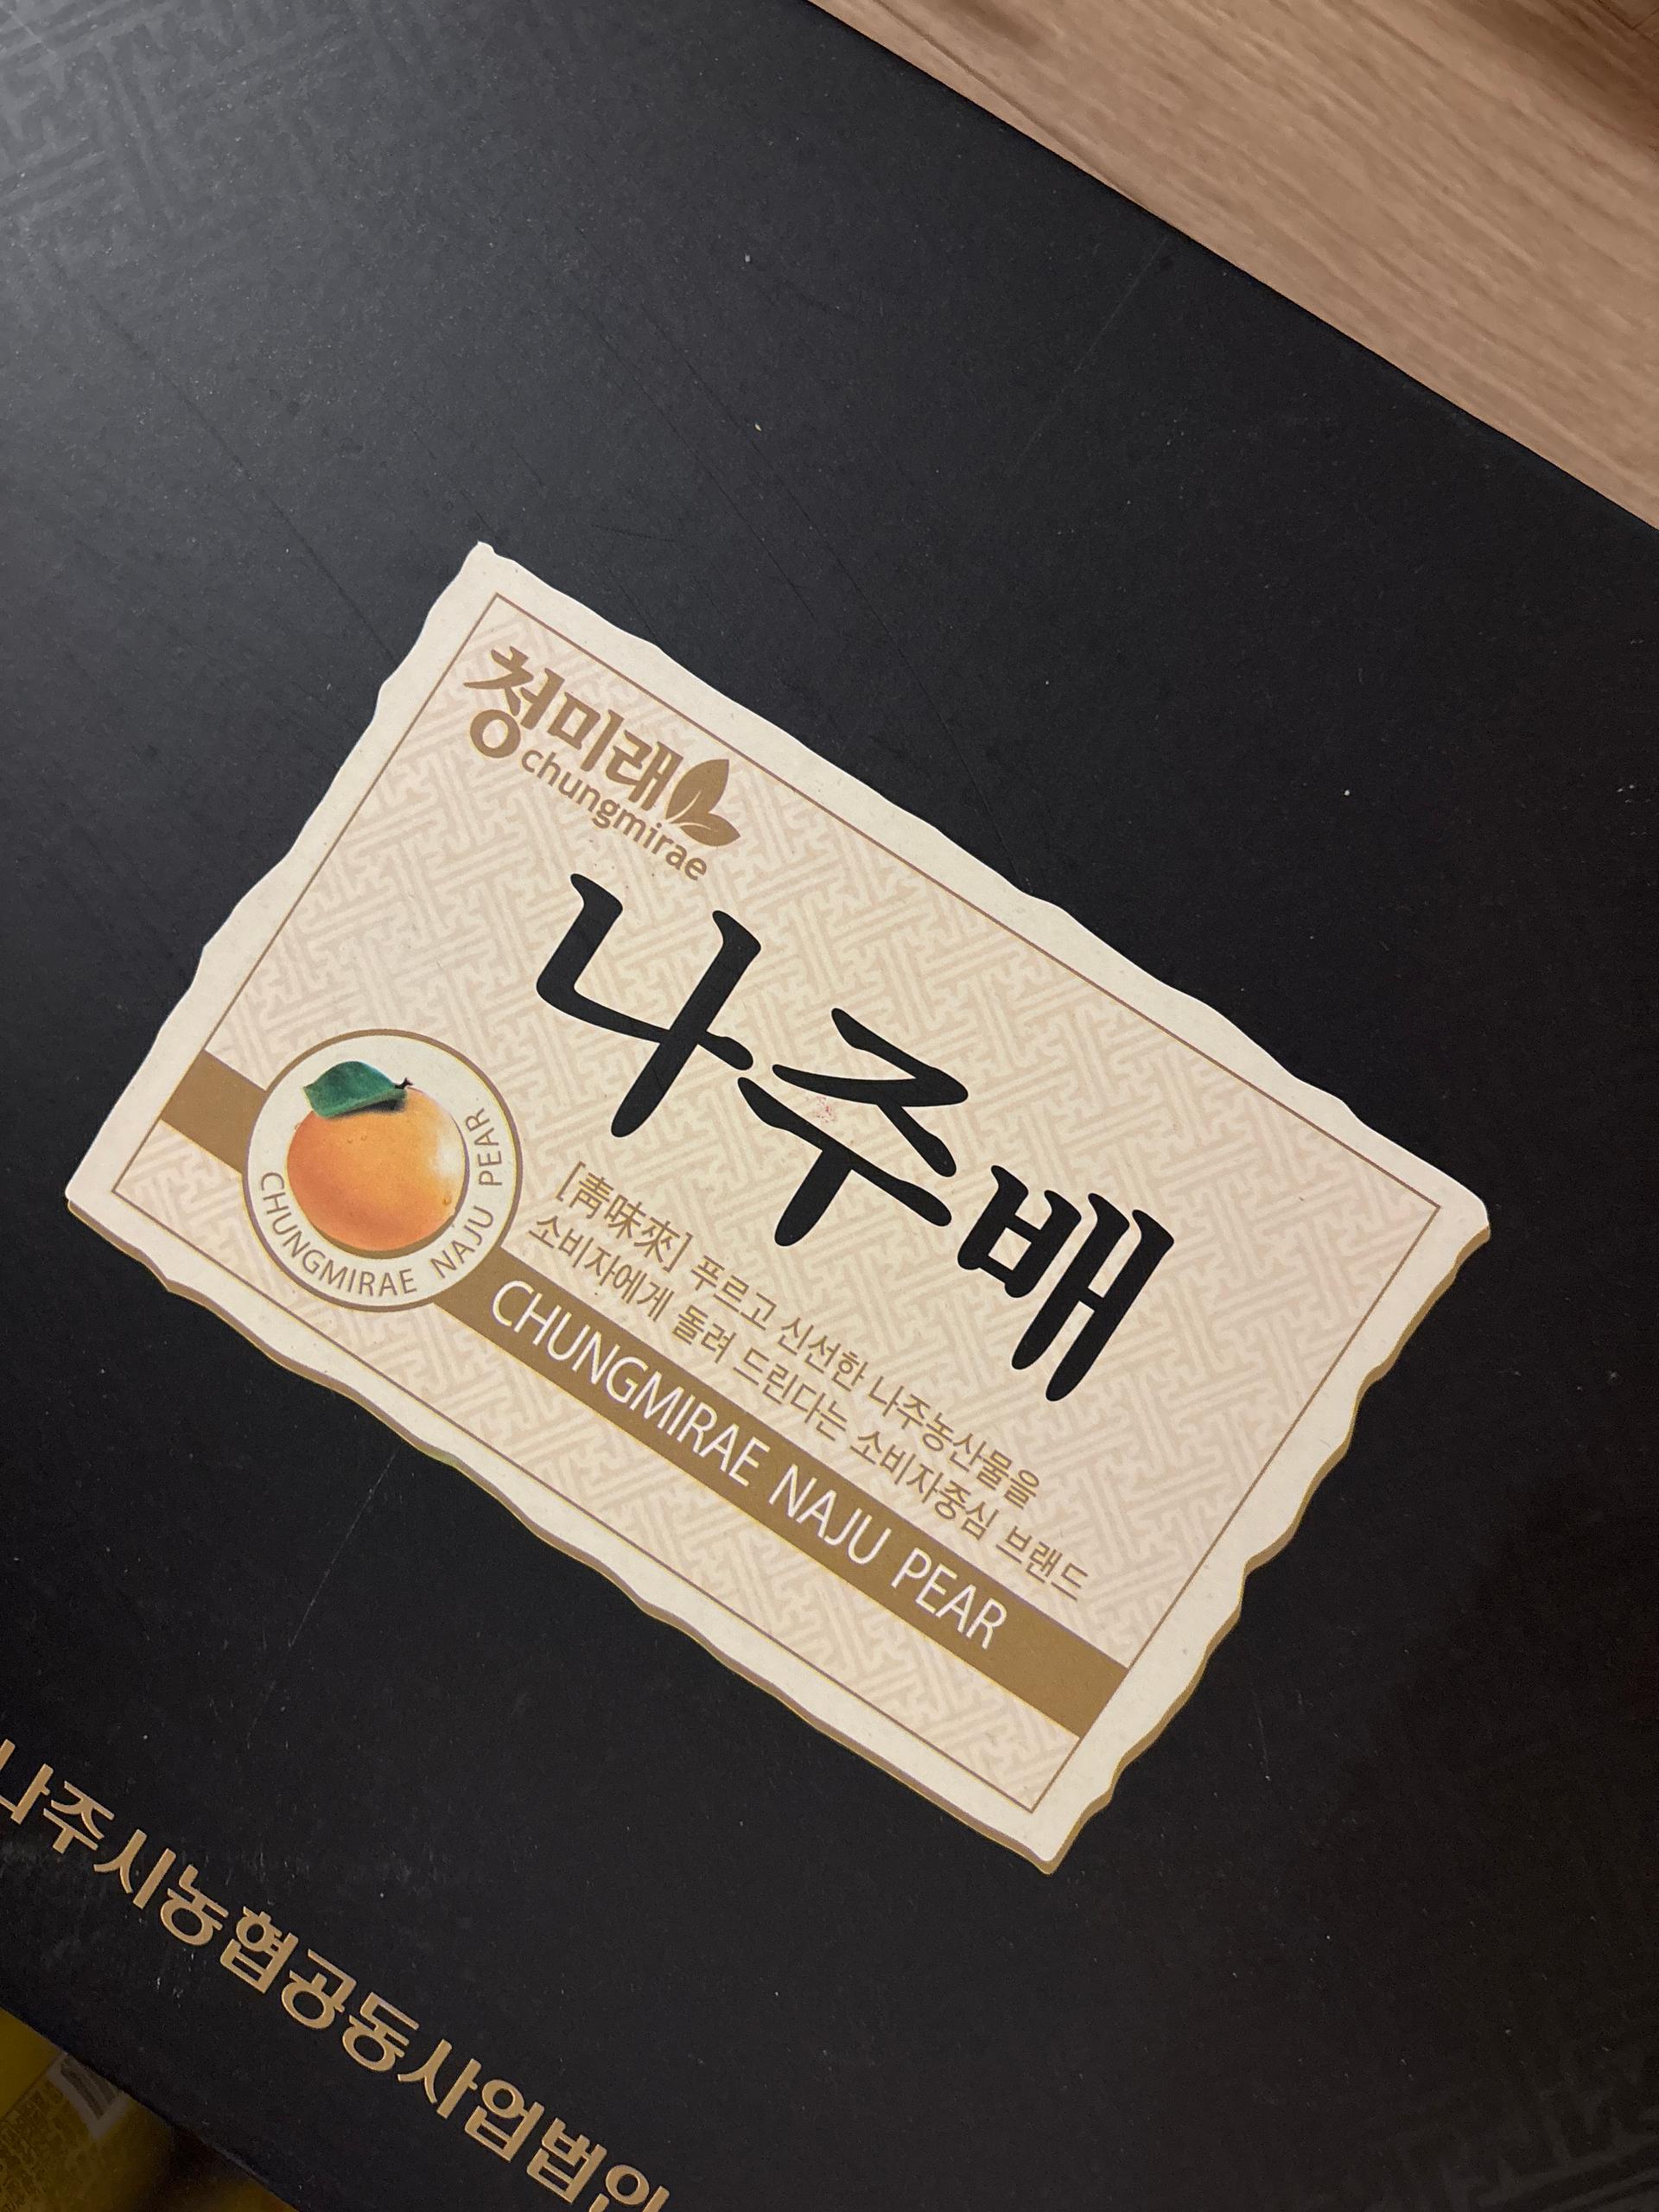 청미래
chungmirae
나주배
[靑味來] 푸르고 신선한 나주농산물을
소비자에게 돌려 드린다는 소비자중심 브랜드
CHUNGMIRAE NAJU PEAR
CHUNGMIRAE NAJU PEAR
나주시농협공동사업법인